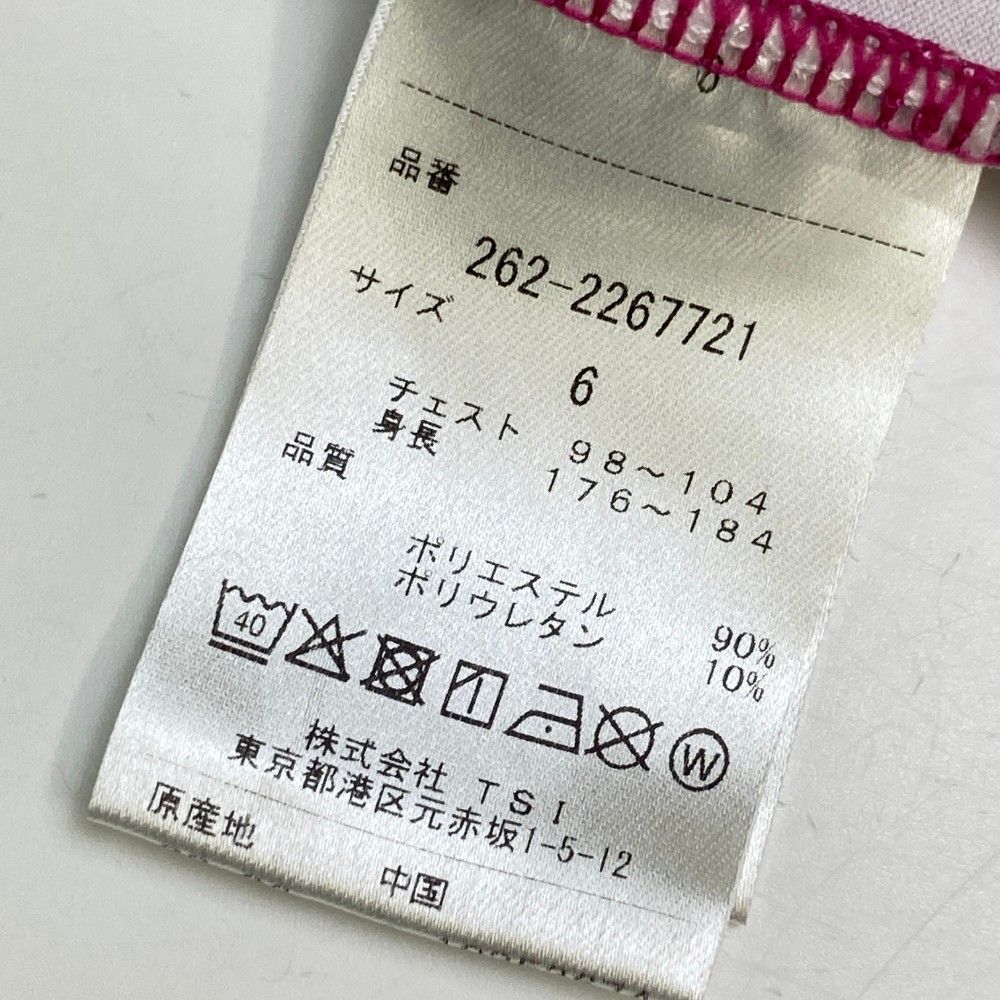 6
品番
262-2267721
サイズ
6
チェスト 98～104
身長 176～184
品質
ポリエステル 90%
ポリウレタン 10%
40
W
株式会社 TSI
東京都港区元赤坂1-5-12
原産地
中国